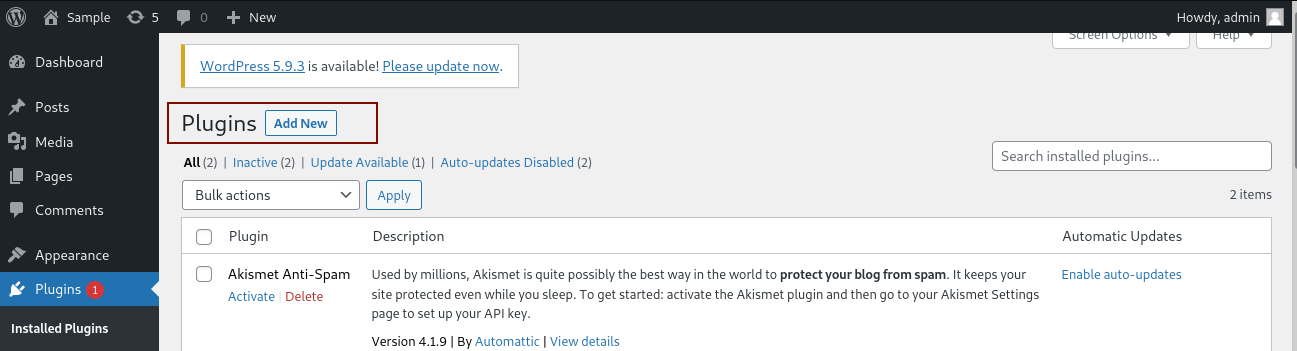 Sample 5 0 New Howdy, admin
Screen Options Help
Dashboard
WordPress 5.9.3 is available! Please update now.
Posts
Plugins Add New
Media
All (2) | Inactive (2) | Update Available (1) | Auto-updates Disabled (2)
Search installed plugins...
Pages
Bulk actions Apply
2 items
Comments
Plugin Description Automatic Updates
Appearance
Akismet Anti-Spam
Used by millions, Akismet is quite possibly the best way in the world to protect your blog from spam. It keeps your
Enable auto-updates
Plugins 1
Activate | Delete
site protected even while you sleep. To get started: activate the Akismet plugin and then go to your Akismet Settings
page to set up your API key.
Installed Plugins
Version 4.1.9 | By Automattic | View details